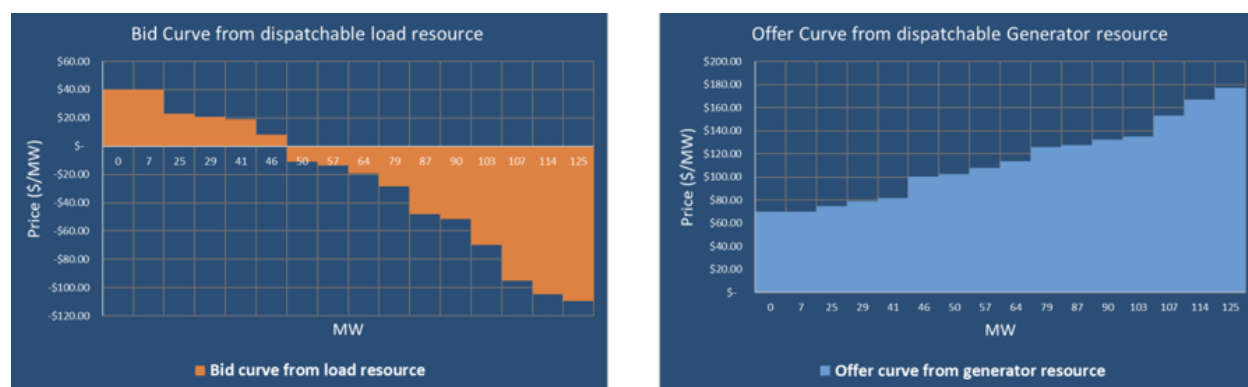 Bid Curve from dispatchable load resource
$60.00
$40.00
$20.00
$-
-$20.00
-$40.00
-$60.00
-$80.00
-$100.00
-$120.00
Price ($/MW)
0 7 25 29 41 46 50 57 64 79 87 90 103 107 114 125
MW
Bid curve from load resource
Offer Curve from dispatchable Generator resource
$200.00
$180.00
$160.00
$140.00
$120.00
$100.00
$80.00
$60.00
$40.00
$20.00
$-
Price ($/MW)
0 7 25 29 41 46 50 57 64 79 87 90 103 107 114 125
MW
Offer curve from generator resource